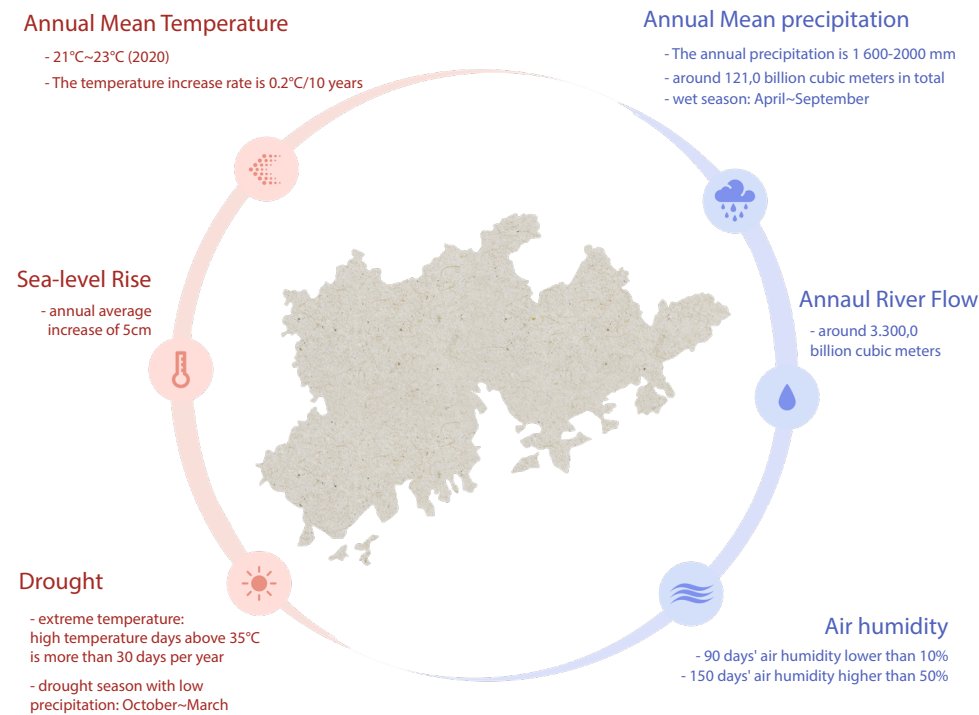 Annual Mean Temperature
- 21°C~23°C (2020)
- The temperature increase rate is 0.2°C/10 years
Annual Mean precipitation
- The annual precipitation is 1 600-2000 mm
- around 121,0 billion cubic meters in total
- wet season: April~September
Sea-level Rise
- annual average
increase of 5cm
Annaul River Flow
- around 3.300,0
billion cubic meters
Drought
- extreme temperature:
high temperature days above 35°C
is more than 30 days per year
- drought season with low
precipitation: October~March
Air humidity
- 90 days' air humidity lower than 10%
- 150 days' air humidity higher than 50%